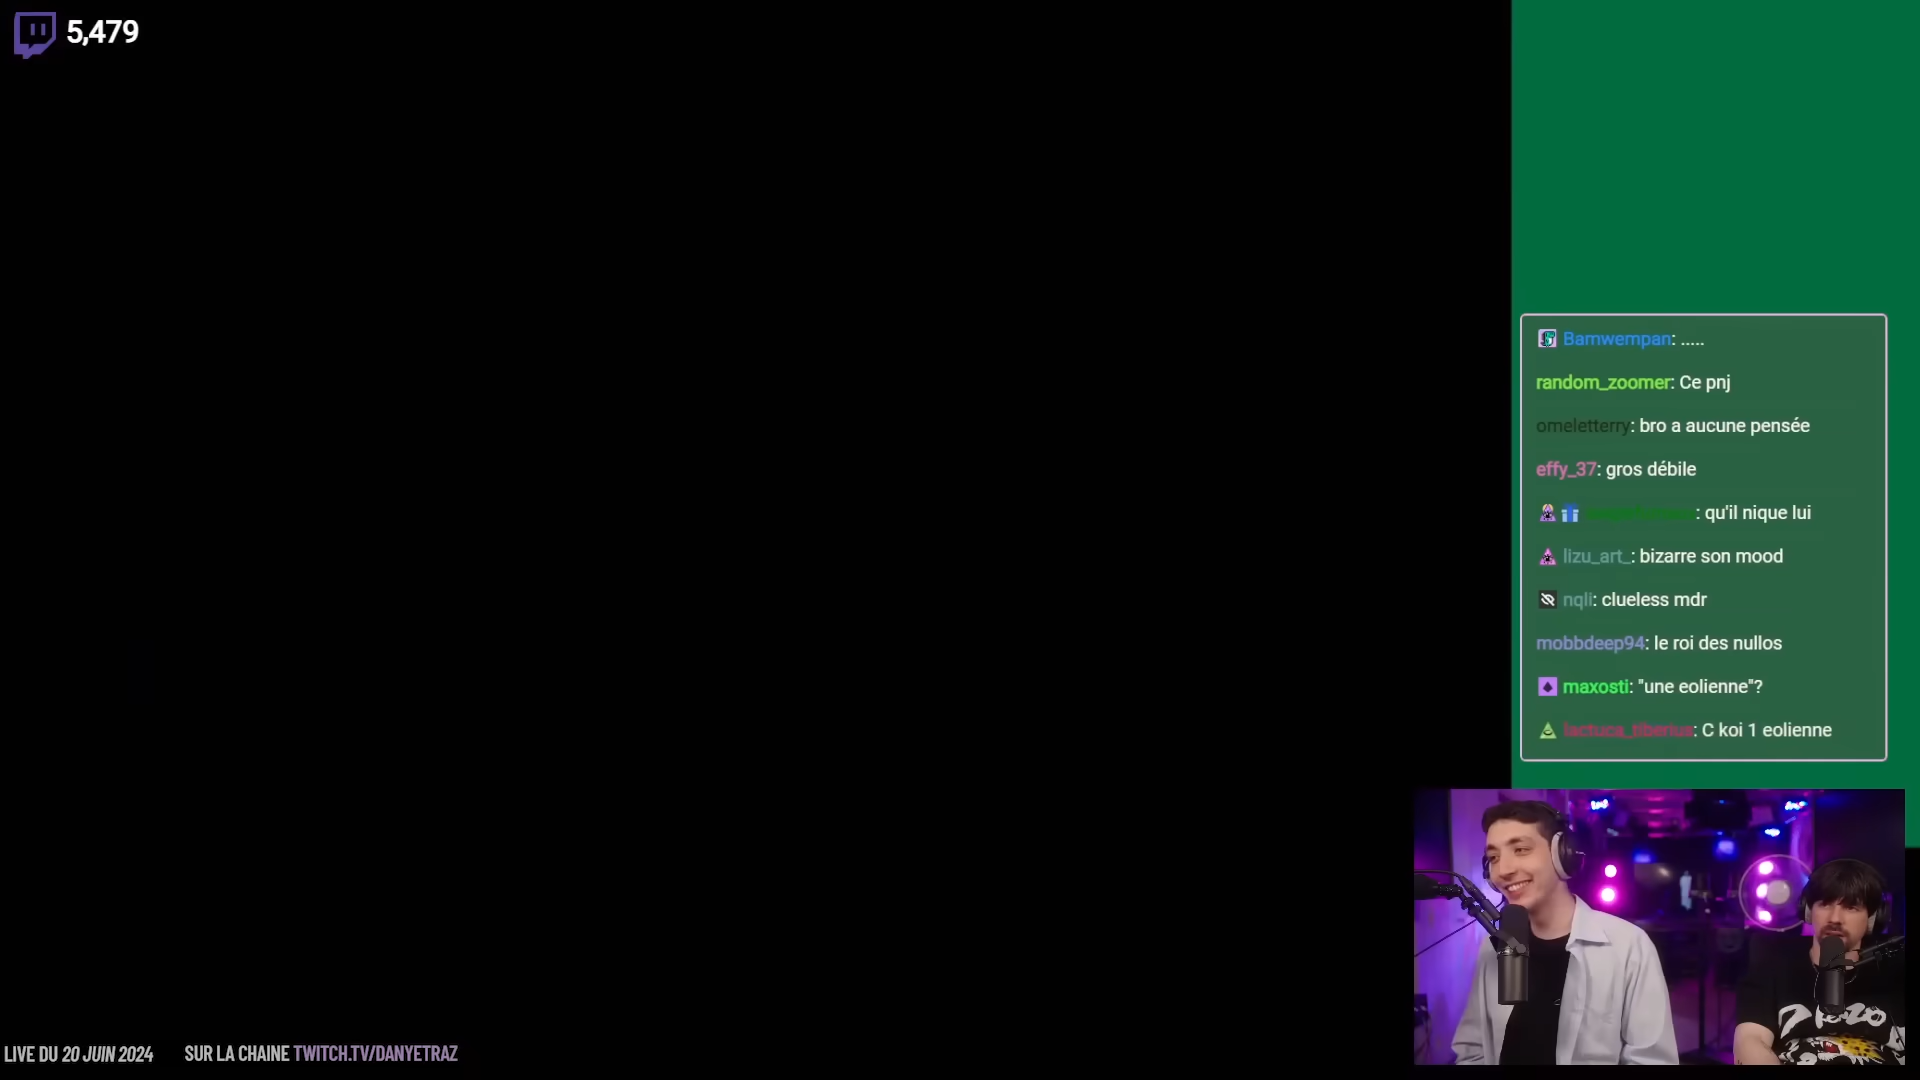 5,479
Bamwempan: .....
random_zoomer: Ce pnj
omeletterry: bro a aucune pensée
effy_37: gros débile
: qu'il nique lui
lizu_art_: bizarre son mood
nqli: clueless mdr
mobbdeep94: le roi des nullos
maxosti: "une eolienne"?
lactuca_tiberius: C koi 1 eolienne
LIVE DU 20 JUIN 2024 SUR LA CHAINE TWITCH.TV/DANYETRAZ